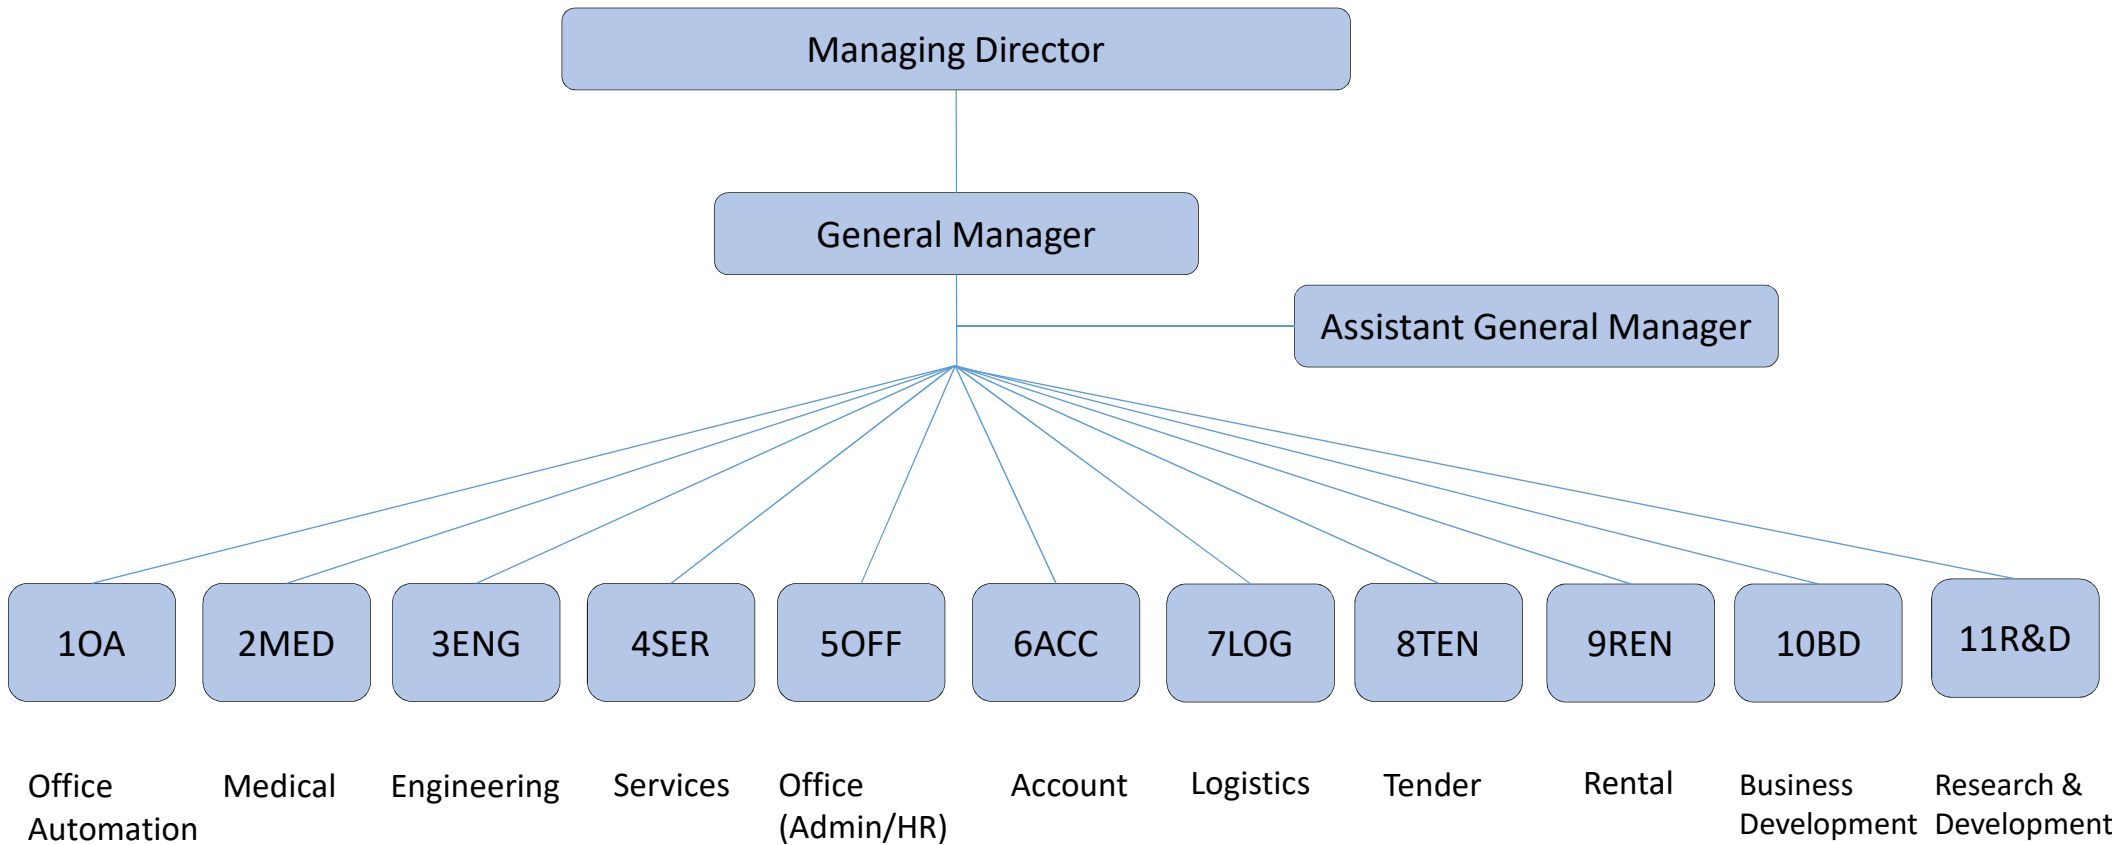 Managing Director
General Manager
Assistant General Manager
1OA
2MED
3ENG
4SER
5OFF
6ACC
7LOG
8TEN
9REN
10BD
11R&D
Office
Automation
Medical
Engineering
Services
Office
(Admin/HR)
Account
Logistics
Tender
Rental
Business
Development
Research &
Development